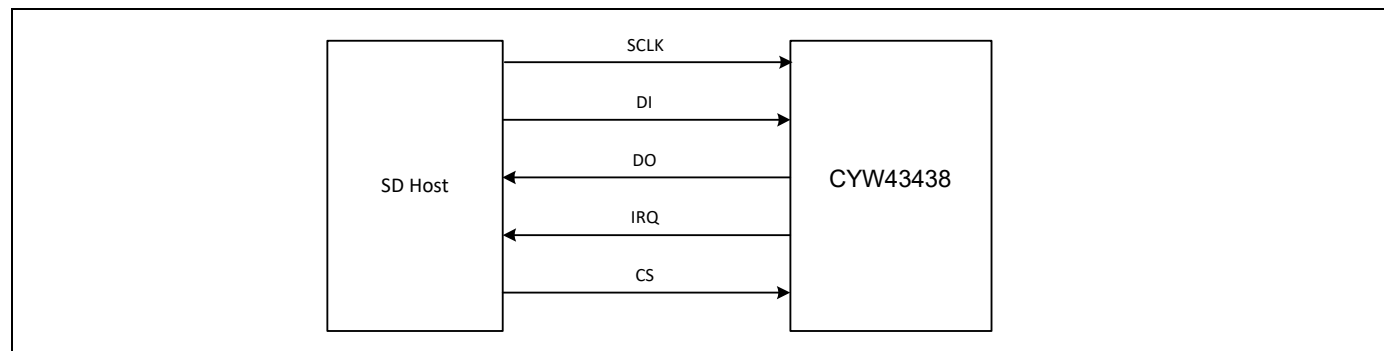 SCLK
DI
DO
SD Host
CYW43438
IRQ
CS